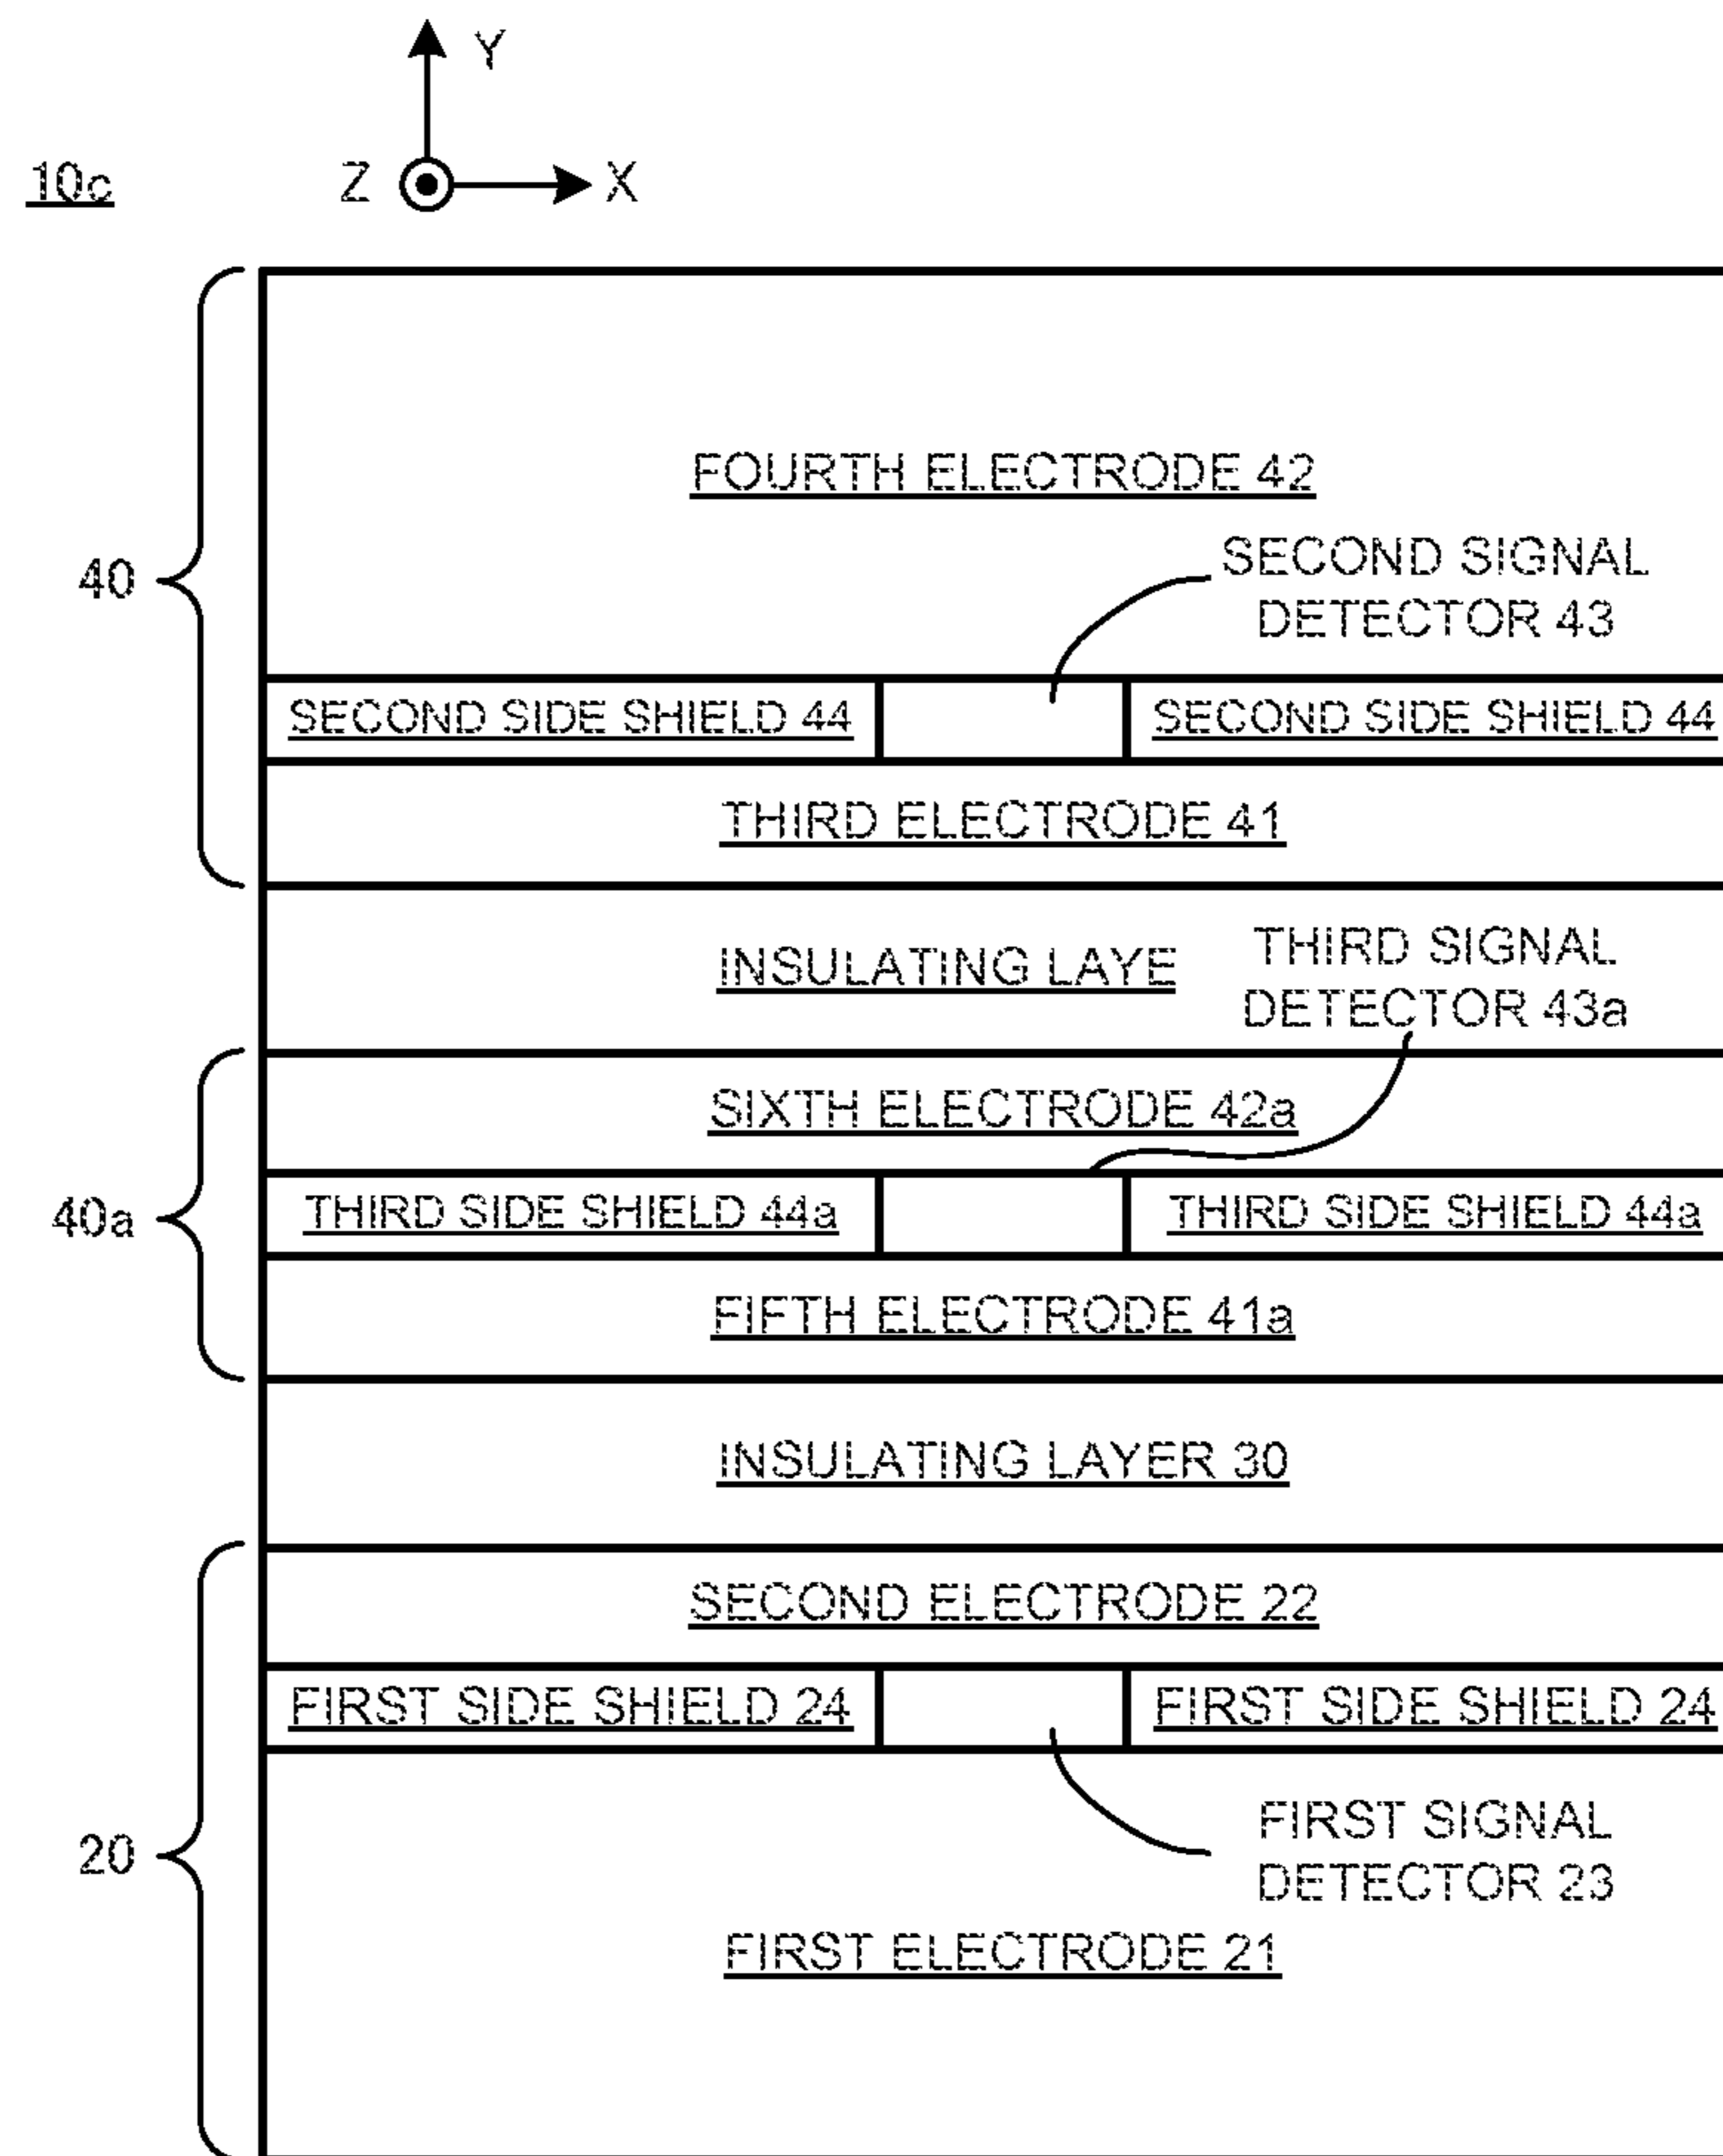 Y
10c
Z X
FOURTH ELECTRODE 42
40
SECOND SIGNAL
DETECTOR 43
SECOND SIDE SHIELD 44
SECOND SIDE SHIELD 44
THIRD ELECTRODE 41
INSULATING LAYE
THIRD SIGNAL
DETECTOR 43a
SIXTH ELECTRODE 42a
40a
THIRD SIDE SHIELD 44a
THIRD SIDE SHIELD 44a
FIFTH ELECTRODE 41a
INSULATING LAYER 30
SECOND ELECTRODE 22
FIRST SIDE SHIELD 24
FIRST SIDE SHIELD 24
20
FIRST SIGNAL
DETECTOR 23
FIRST ELECTRODE 21